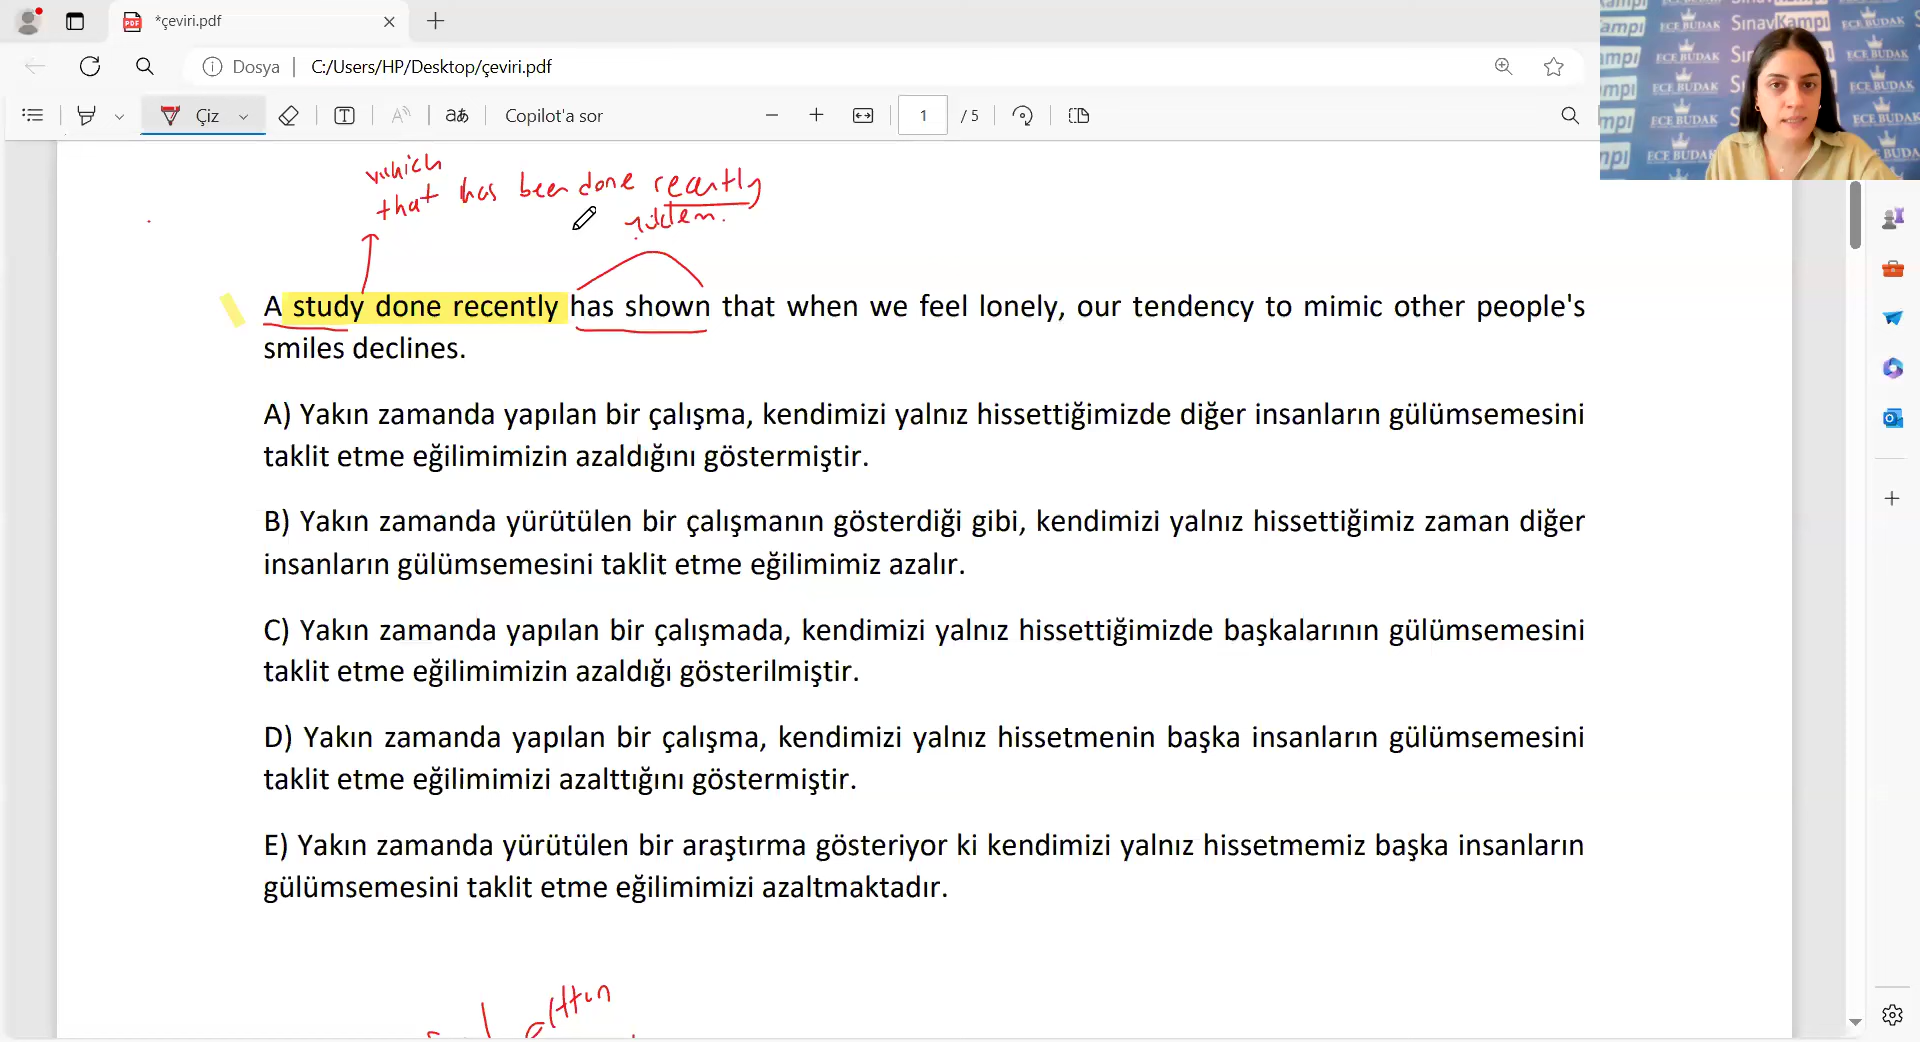 *çeviri.pdf
Dosya | C:/Users/HP/Desktop/çeviri.pdf
Çiz
aあ
Copilot'a sor
1 / 5
SınavKampı
ECE BUDAK
which
that has been done recently
yüklem.
A study done recently has shown that when we feel lonely, our tendency to mimic other people's
smiles declines.
A) Yakın zamanda yapılan bir çalışma, kendimizi yalnız hissettiğimizde diğer insanların gülümsemesini
taklit etme eğilimimizin azaldığını göstermiştir.
B) Yakın zamanda yürütülen bir çalışmanın gösterdiği gibi, kendimizi yalnız hissettiğimiz zaman diğer
insanların gülümsemesini taklit etme eğilimimiz azalır.
C) Yakın zamanda yapılan bir çalışmada, kendimizi yalnız hissettiğimizde başkalarının gülümsemesini
taklit etme eğilimimizin azaldığı gösterilmiştir.
D) Yakın zamanda yapılan bir çalışma, kendimizi yalnız hissetmenin başka insanların gülümsemesini
taklit etme eğilimimizi azalttığını göstermiştir.
E) Yakın zamanda yürütülen bir araştırma gösteriyor ki kendimizi yalnız hissetmemiz başka insanların
gülümsemesini taklit etme eğilimimizi azaltmaktadır.